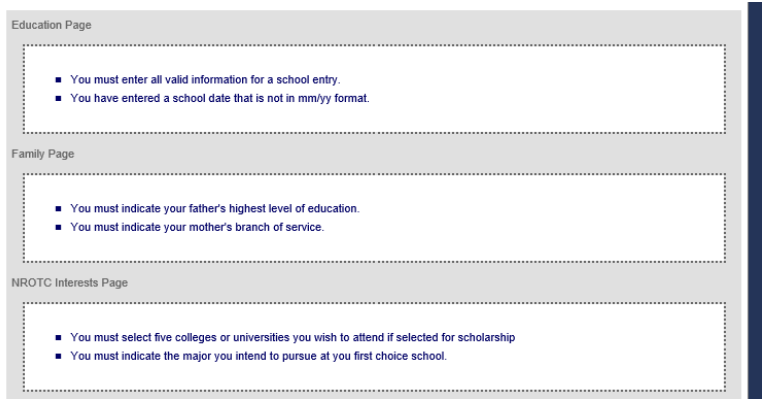 Education Page
You must enter all valid information for a school entry.
You have entered a school date that is not in mm/yy format.
Family Page
You must indicate your father's highest level of education.
You must indicate your mother's branch of service.
NROTC Interests Page
You must select five colleges or universities you wish to attend if selected for scholarship
You must indicate the major you intend to pursue at you first choice school.